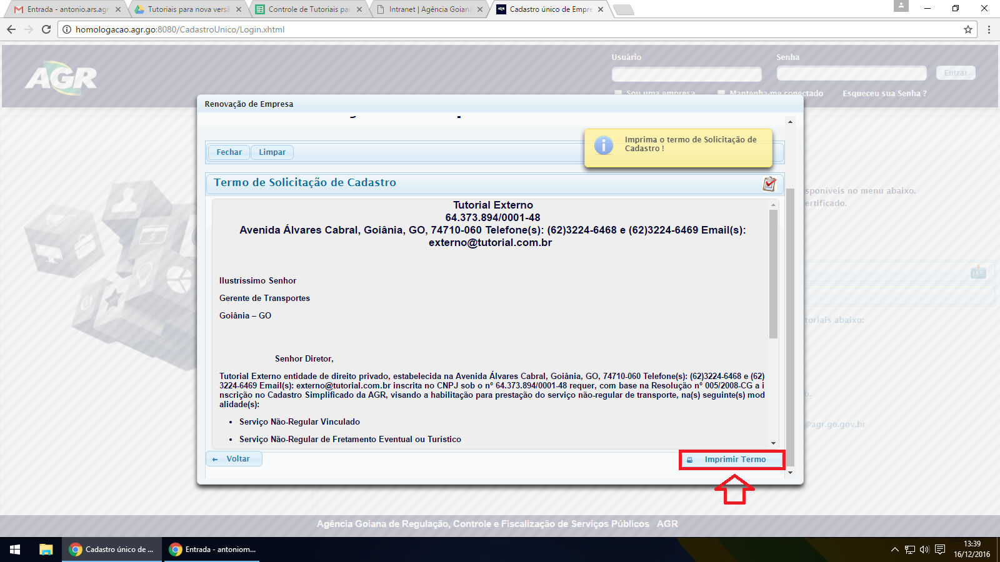 Entrada - antonio.ars.agr
Tutoriais para nova versã
Controle de Tutoriais pa
Intranet | Agência Goiana
Cadastro único de Empre
homologacao.agr.go:8080/CadastroUnico/Login.xhtml
AGR
Usuário
Senha
Entrar
Sou uma empresa
Mantenha-me conectado
Esqueceu sua Senha ?
Renovação de Empresa
Imprima o termo de Solicitação de
Cadastro !
Fechar
Limpar
Termo de Solicitação de Cadastro
Tutorial Externo
64.373.894/0001-48
Avenida Álvares Cabral, Goiânia, GO, 74710-060 Telefone(s): (62)3224-6468 e (62)3224-6469 Email(s):
externo@tutorial.com.br
Ilustríssimo Senhor
Gerente de Transportes
Goiânia – GO
Senhor Diretor,
Tutorial Externo entidade de direito privado, estabelecida na Avenida Álvares Cabral, Goiânia, GO, 74710-060 Telefone(s): (62)3224-6468 e (62)
3224-6469 Email(s): externo@tutorial.com.br inscrita no CNPJ sob o nº 64.373.894/0001-48 requer, com base na Resolução nº 005/2008-CG a i
nscrição no Cadastro Simplificado da AGR, visando a habilitação para prestação do serviço não-regular de transporte, na(s) seguinte(s) mod
alidade(s):
• Serviço Não-Regular Vinculado
• Serviço Não-Regular de Fretamento Eventual ou Turístico
Voltar
Imprimir Termo
sponíveis no menu abaixo.
ertificado.
toriais abaixo:
o.
@agr.go.gov.br
Agência Goiana de Regulação, Controle e Fiscalização de Serviços Públicos AGR
Cadastro único de ...
Entrada - antoniom...
13:39
16/12/2016